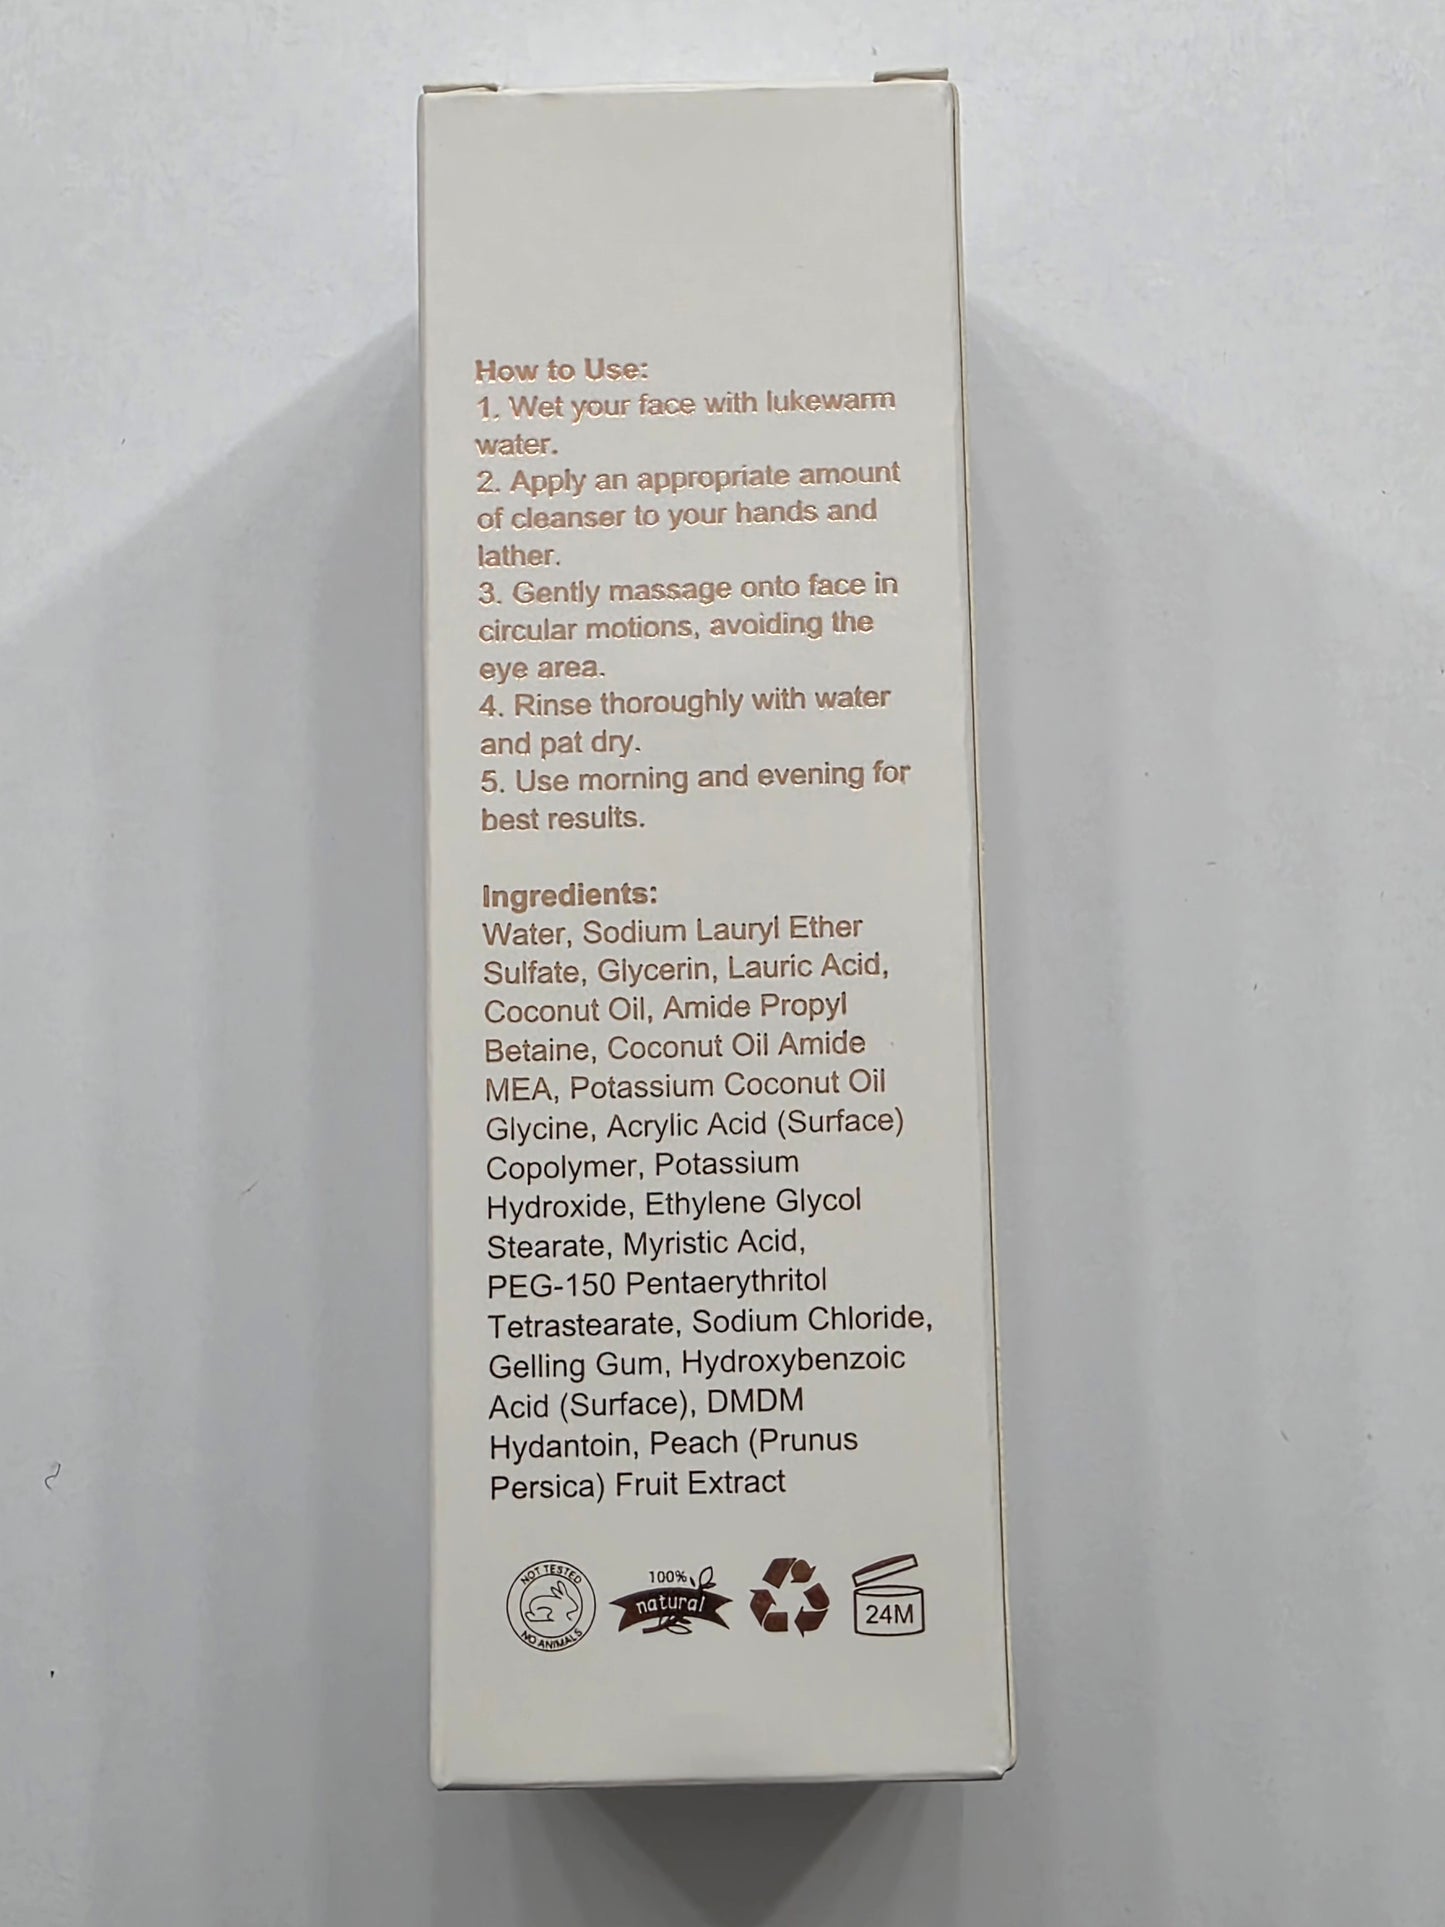 How to Use:
1. Wet your face with lukewarm
water.
2. Apply an appropriate amount
of cleanser to your hands and
lather.
3. Gently massage onto face in
circular motions, avoiding the
eye area.
4. Rinse thoroughly with water
and pat dry.
5. Use morning and evening for
best results.
Ingredients:
Water, Sodium Lauryl Ether
Sulfate, Glycerin, Lauric Acid,
Coconut Oil, Amide Propyl
Betaine, Coconut Oil Amide
MEA, Potassium Coconut Oil
Glycine, Acrylic Acid (Surface)
Copolymer, Potassium
Hydroxide, Ethylene Glycol
Stearate, Myristic Acid,
PEG-150 Pentaerythritol
Tetrastearate, Sodium Chloride,
Gelling Gum, Hydroxybenzoic
Acid (Surface), DMDM
Hydantoin, Peach (Prunus
Persica) Fruit Extract
NOT TESTED
NO ANIMALS
100%
natural
24M